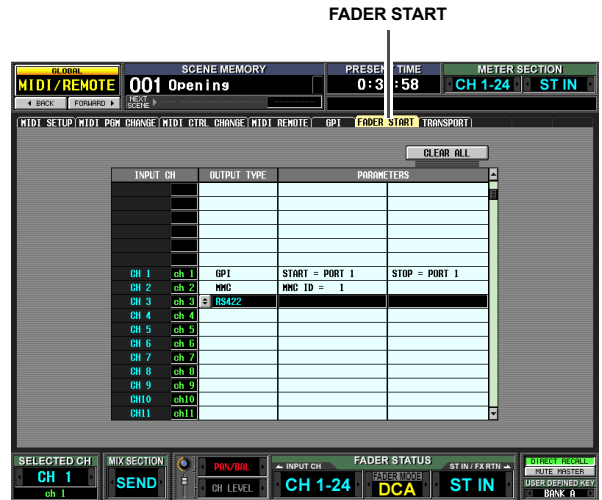 FADER START
GLOBAL
MIDI/REMOTE
BACK FORWARD
SCENE MEMORY
001 Opening
NEXT SCENE
PRESENT TIME
METER SECTION
CH 1-24 ST IN
MIDI SETUP MIDI PGM CHANGE MIDI CTRL CHANGE MIDI REMOTE GPI FADER START TRANSPORT
CLEAR ALL
INPUT CH OUTPUT TYPE PARAMETERS
CH 1 ch 1 GPI START = PORT 1 STOP = PORT 1
CH 2 ch 2 MMC MMC ID = 1
CH 3 ch 3 RS422
CH 4 ch 4
CH 5 ch 5
CH 6 ch 6
CH 7 ch 7
CH 8 ch 8
CH 9 ch 9
CH10 ch10
CH11 ch11
SELECTED CH
CH 1
ch 1
MIX SECTION
SEND
PAN/BAL
CH LEVEL
FADER STATUS
INPUT CH
CH 1-24
FADER MODE
DCA
ST IN / FX RTN
ST IN
DIRECT RECALL
MUTE MASTER
USER DEFINED KEY
BANK A